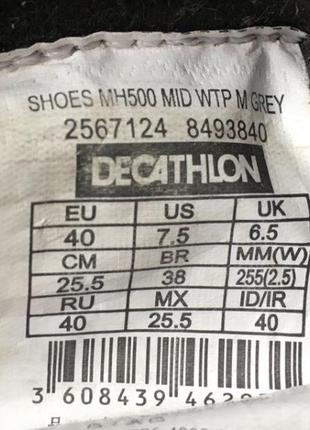 SHOES MH500 MID WTP M GREY
2567124 8493840
DECATHLON
EU US UK
40 7.5 6.5
CM BR MM(W)
25.5 38 255(2.5)
RU MX ID/IR
40 25.5 40
3 608439